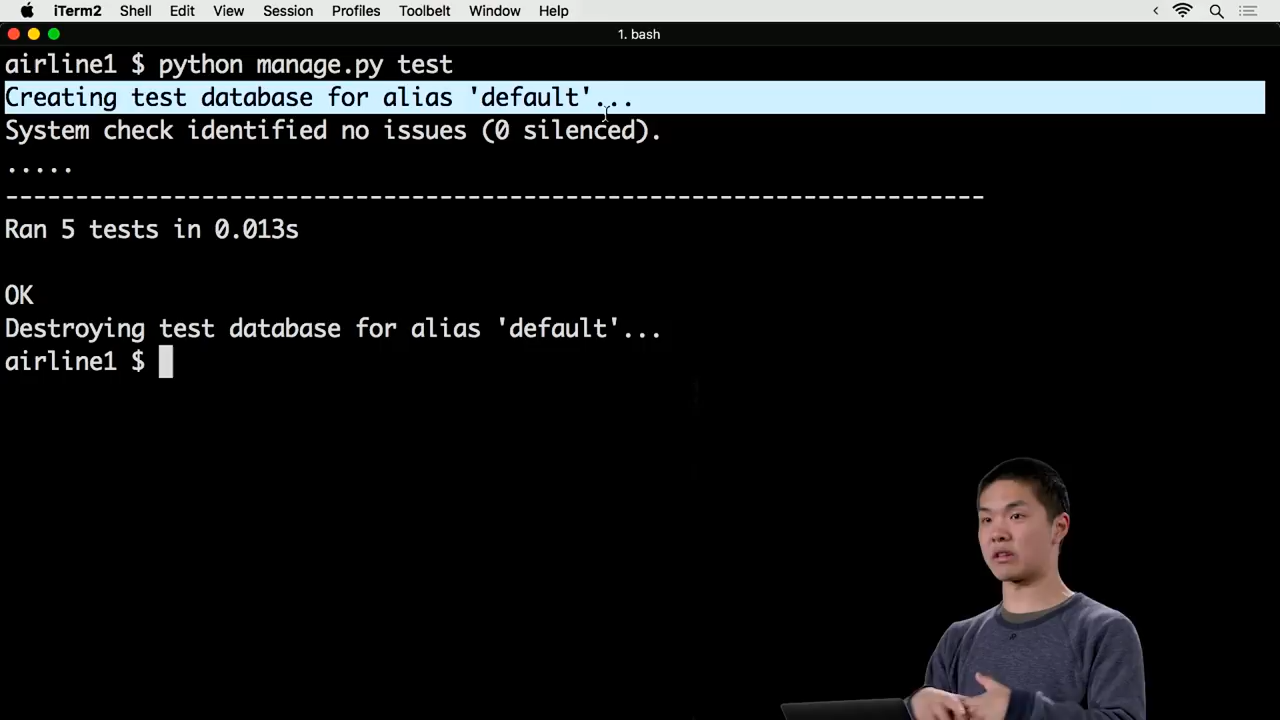 iTerm2 Shell Edit View Session Profiles Toolbelt Window Help
1. bash
airline1 $ python manage.py test
Creating test database for alias 'default'...
System check identified no issues (0 silenced).
.....
----------------------------------------------------------------------
Ran 5 tests in 0.013s
OK
Destroying test database for alias 'default'...
airline1 $